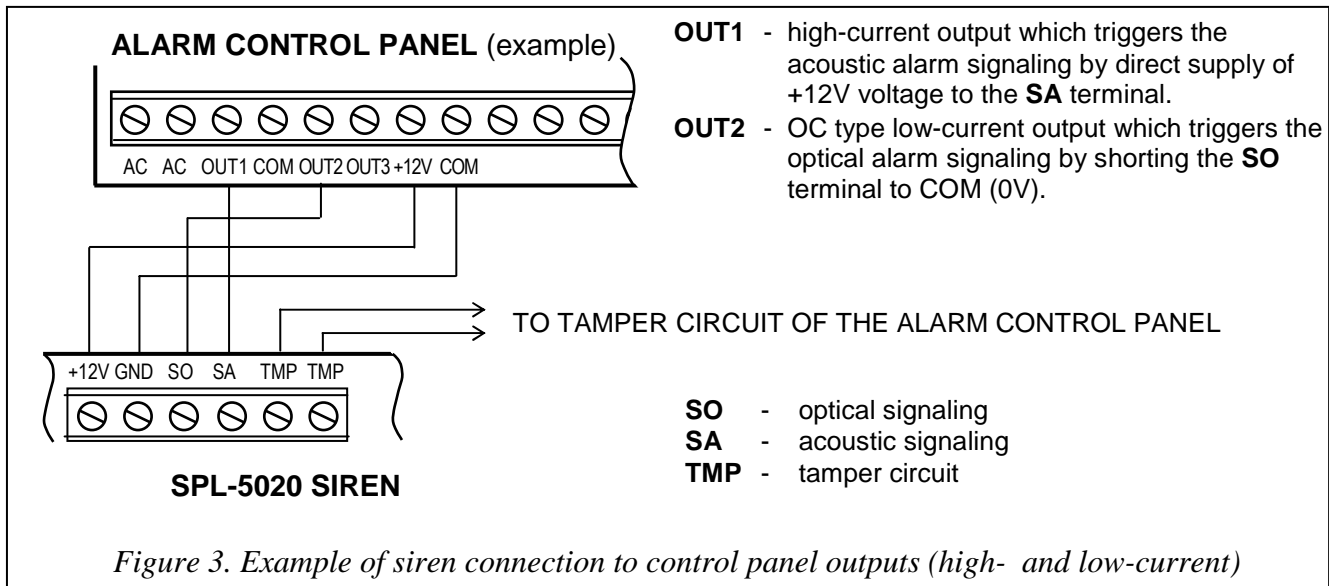 ALARM CONTROL PANEL (example)
AC AC OUT1 COM OUT2 OUT3 +12V COM
OUT1 - high-current output which triggers the
acoustic alarm signaling by direct supply of
+12V voltage to the SA terminal.
OUT2 - OC type low-current output which triggers the
optical alarm signaling by shorting the SO
terminal to COM (0V).
TO TAMPER CIRCUIT OF THE ALARM CONTROL PANEL
+12V GND SO SA TMP TMP
SPL-5020 SIREN
SO - optical signaling
SA - acoustic signaling
TMP - tamper circuit
Figure 3. Example of siren connection to control panel outputs (high- and low-current)